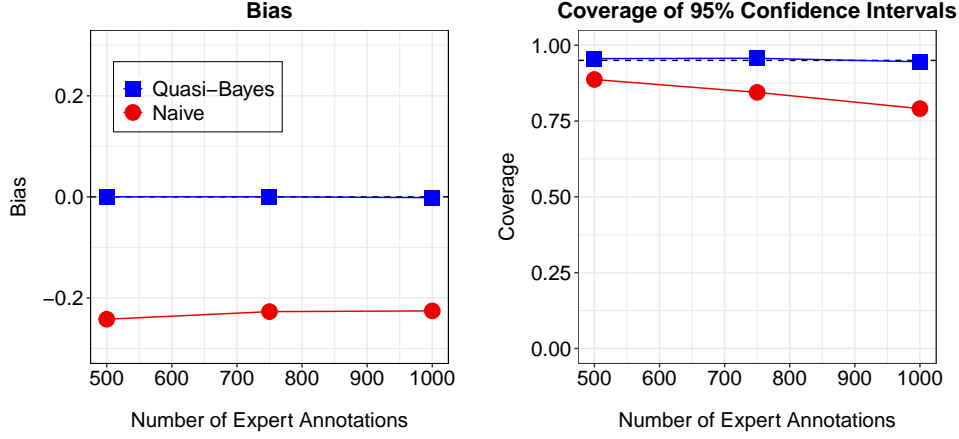 Bias
Quasi−Bayes
Naive
0.2
0.0
−0.2
Bias
500 600 700 800 900 1000
Number of Expert Annotations
Coverage of 95% Confidence Intervals
1.00
0.75
0.50
0.25
0.00
Coverage
500 600 700 800 900 1000
Number of Expert Annotations